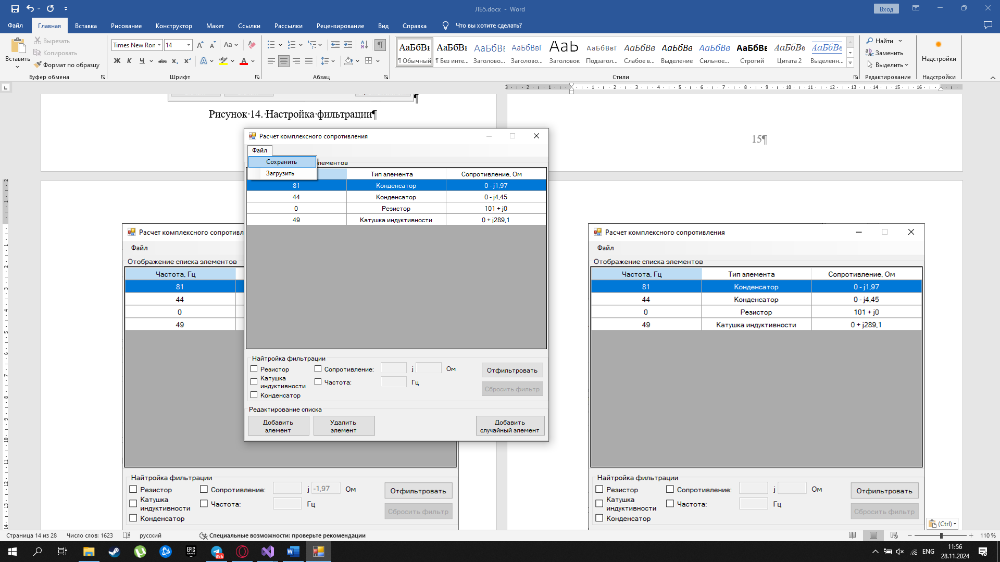 ЛБ5.docx - Word
Вход
Файл
Главная
Вставка
Рисование
Конструктор
Макет
Ссылки
Рассылки
Рецензирование
Вид
Справка
Что вы хотите сделать?
Вставить
Вырезать
Копировать
Формат по образцу
Буфер обмена
Times New Ron
14
Ж К Ч abc x₂ x²
Шрифт
Абзац
АаБбВв
¶ Обычный
АаБбВв
¶ Без инте...
АаБбВв
Заголово...
АаБбВвГ
Заголово...
АаБ
Заголовок
АаБбВвГ
Подзагол...
АаБбВв
Слабое в...
АаБбВв
Выделение
АаБбВв
Сильное...
АаБбВв
Строгий
АаБбВв
Цитата 2
АаБбВв
Выделенн...
Стили
Найти
Заменить
Выделить
Редактирование
Надстройки
Надстройки
Рисунок·14.·Настройка·фильтрации¶
15¶
Расчет комплексного сопротивления
Файл
Сохранить
Загрузить
лементов
Тип элемента
Сопротивление, Ом
81 Конденсатор 0 - j1,97
44 Конденсатор 0 - j4,45
0 Резистор 101 + j0
49 Катушка индуктивности 0 + j289,1
Найтройка фильтрации
Резистор
Катушка
индуктивности
Конденсатор
Сопротивление: j Ом
Частота: Гц
Отфильтровать
Сбросить фильтр
Редактирование списка
Добавить
элемент
Удалить
элемент
Добавить
случайный элемент
Расчет комплексного сопротивл
Файл
Отображение списка элементов
Частота, Гц
81
44
0
49
Найтройка фильтрации
Резистор
Катушка
индуктивности
Конденсатор
Сопротивление: j -1,97 Ом
Частота: Гц
Отфильтровать
Сбросить фильтр
Расчет комплексного сопротивления
Файл
Отображение списка элементов
Частота, Гц Тип элемента Сопротивление, Ом
81 Конденсатор 0 - j1,97
44 Конденсатор 0 - j4,45
0 Резистор 101 + j0
49 Катушка индуктивности 0 + j289,1
Найтройка фильтрации
Резистор
Катушка
индуктивности
Конденсатор
Сопротивление: j Ом
Частота: Гц
Отфильтровать
Сбросить фильтр
(Ctrl)
Страница 14 из 28
Число слов: 1623
русский
Специальные возможности: проверьте рекомендации
110 %
EPIC
GAMES
896
ENG
11:56
28.11.2024